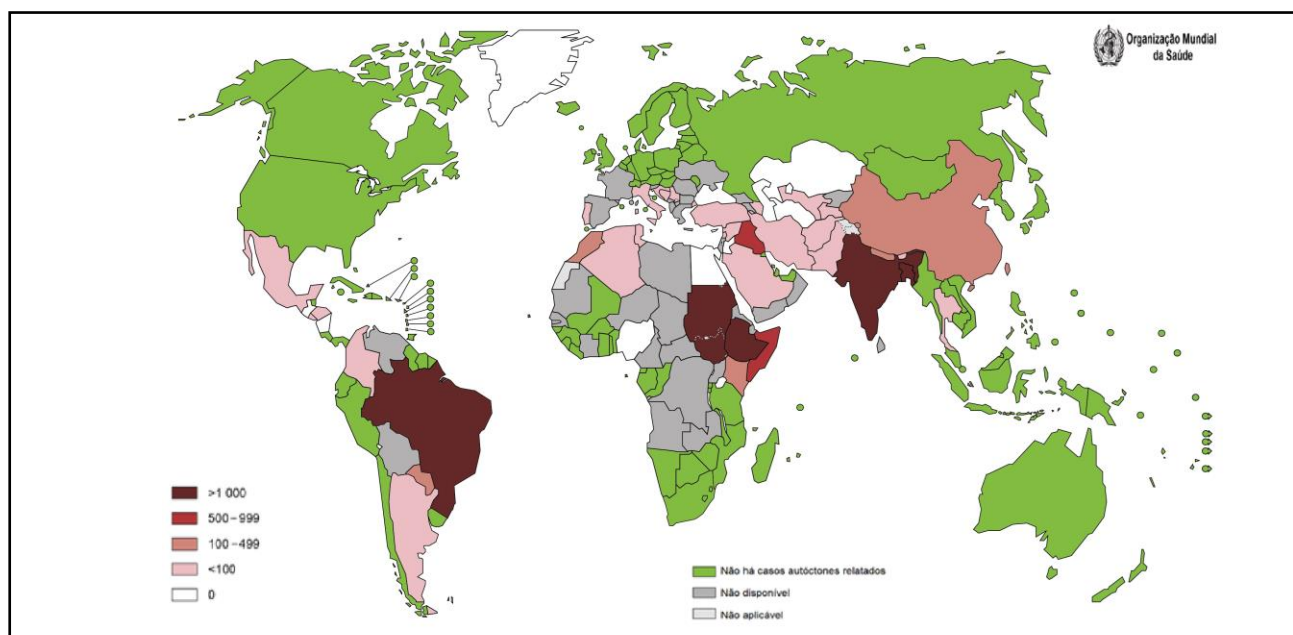 Organização Mundial
da Saúde
>1 000
500–999
100–499
<100
0
Não há casos autóctones relatados
Não disponível
Não aplicável